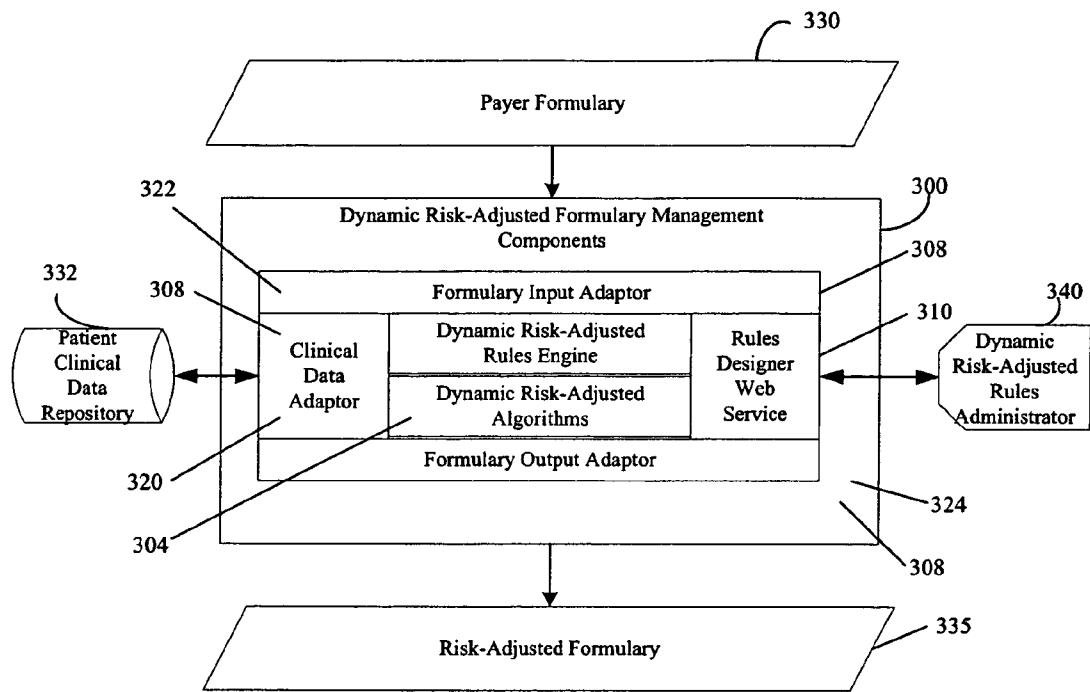 330
Payer Formulary
322
300
Dynamic Risk-Adjusted Formulary Management
Components
332
308
308
Formulary Input Adaptor
340
310
Patient
Clinical
Data
Repository
Clinical
Data
Adaptor
Dynamic Risk-Adjusted
Rules Engine
Dynamic Risk-Adjusted
Algorithms
Rules
Designer
Web
Service
Dynamic
Risk-Adjusted
Rules
Administrator
Formulary Output Adaptor
320
324
304
308
335
Risk-Adjusted Formulary